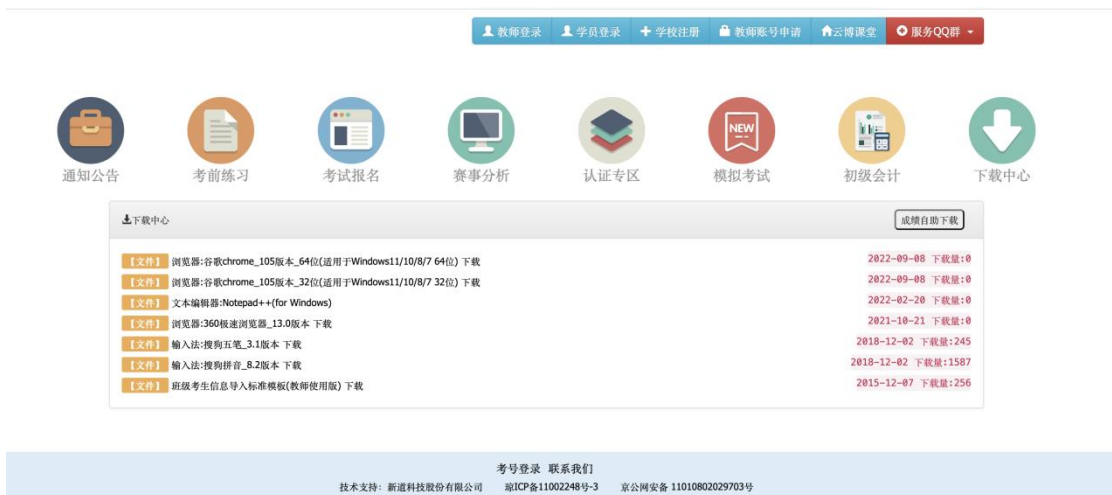 教师登录 学员登录 学校注册 教师账号申请 云博课堂 服务QQ群
NEW
通知公告 考前练习 考试报名 赛事分析 认证专区 模拟考试 初级会计 下载中心
下载中心 成绩自助下载
【文件】 浏览器:谷歌chrome_105版本_64位(适用于Windows11/10/8/7 64位) 下载 2022-09-08 下载量:0
【文件】 浏览器:谷歌chrome_105版本_32位(适用于Windows11/10/8/7 32位) 下载 2022-09-08 下载量:0
【文件】 文本编辑器:Notepad++(for Windows) 2022-02-20 下载量:0
【文件】 浏览器:360极速浏览器_13.0版本 下载 2021-10-21 下载量:0
【文件】 输入法:搜狗五笔_3.1版本 下载 2018-12-02 下载量:245
【文件】 输入法:搜狗拼音_8.2版本 下载 2018-12-02 下载量:1587
【文件】 班级考生信息导入标准模板(教师使用版) 下载 2015-12-07 下载量:256
考号登录 联系我们
技术支持: 新道科技股份有限公司 琼ICP备11002248号-3 京公网安备 11010802029703号